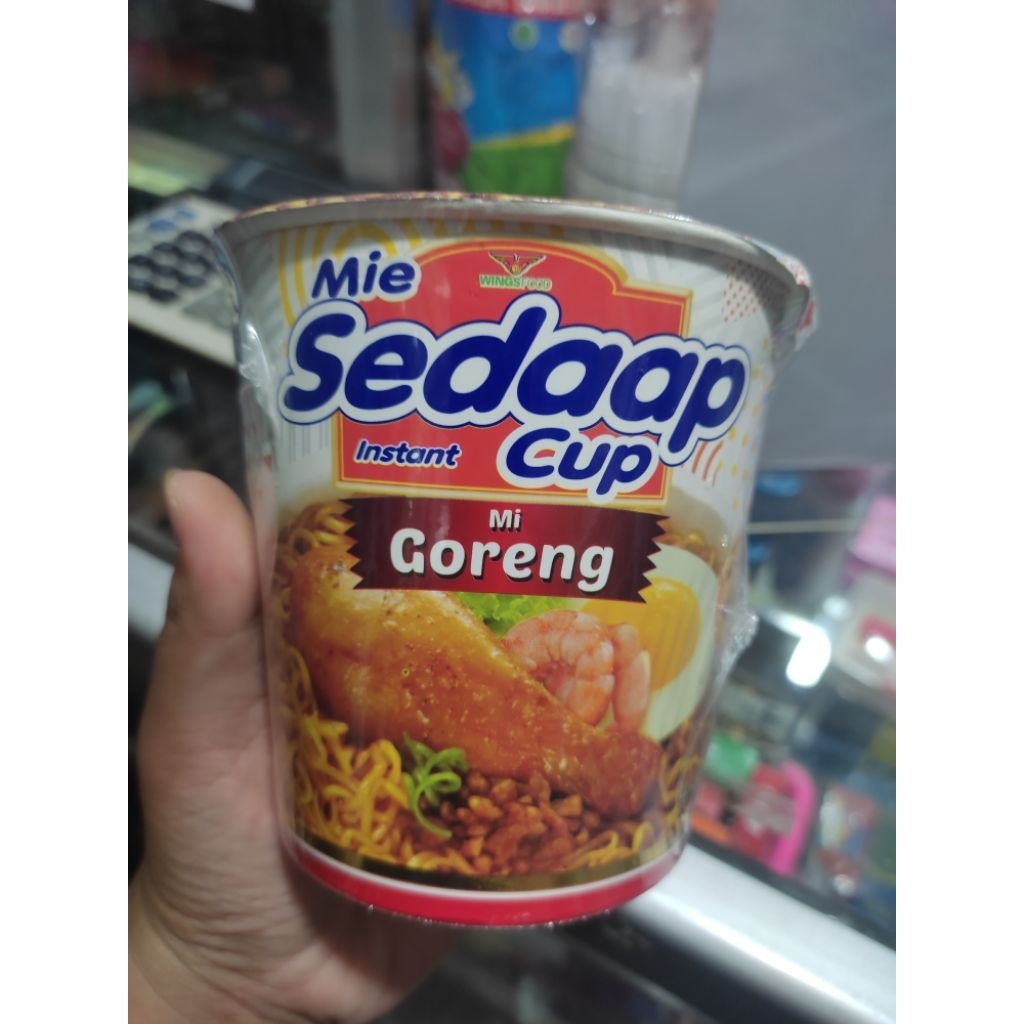 WINGSFOOD
Mie
Sedaap
Instant Cup
Mi
Goreng